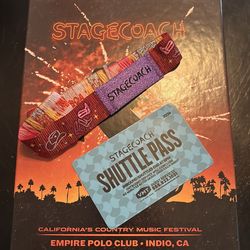 STAGECOACH
STAGECOACH
STAGECOACH
SHUTTLE PASS
CALIFORNIA'S COUNTRY MUSIC FESTIVAL
EMPIRE POLO CLUB • INDIO, CA